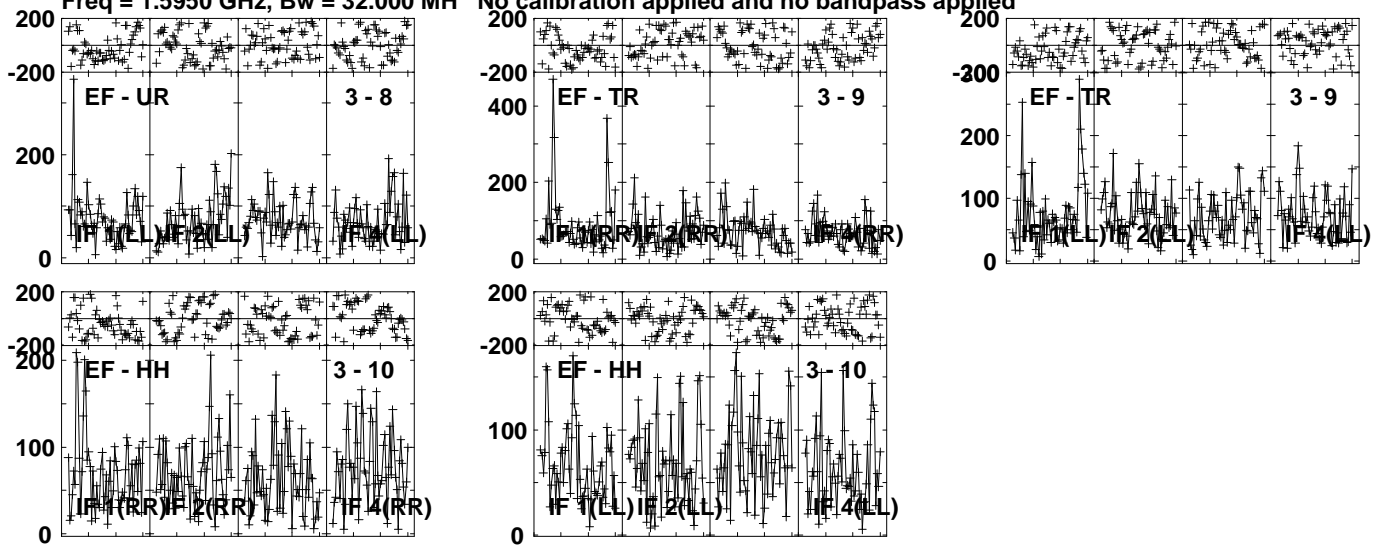 Freq = 1.5950 GHz, Bw = 32.000 MH No calibration applied and no bandpass applied
200
-200
EF - UR 3 - 8
200
0
IF 1(LL) IF 2(LL) IF 4(LL)
200
-200
EF - TR 3 - 9
400
200
0
IF 1(RR) IF 2(RR) IF 4(RR)
200
-200
300
EF - TR 3 - 9
200
100
0
IF 1(LL) IF 2(LL) IF 4(LL)
200
-200
200
EF - HH 3 - 10
100
0
IF 1(RR) IF 2(RR) IF 4(RR)
200
-200
EF - HH 3 - 10
100
0
IF 1(LL) IF 2(LL) IF 4(LL)